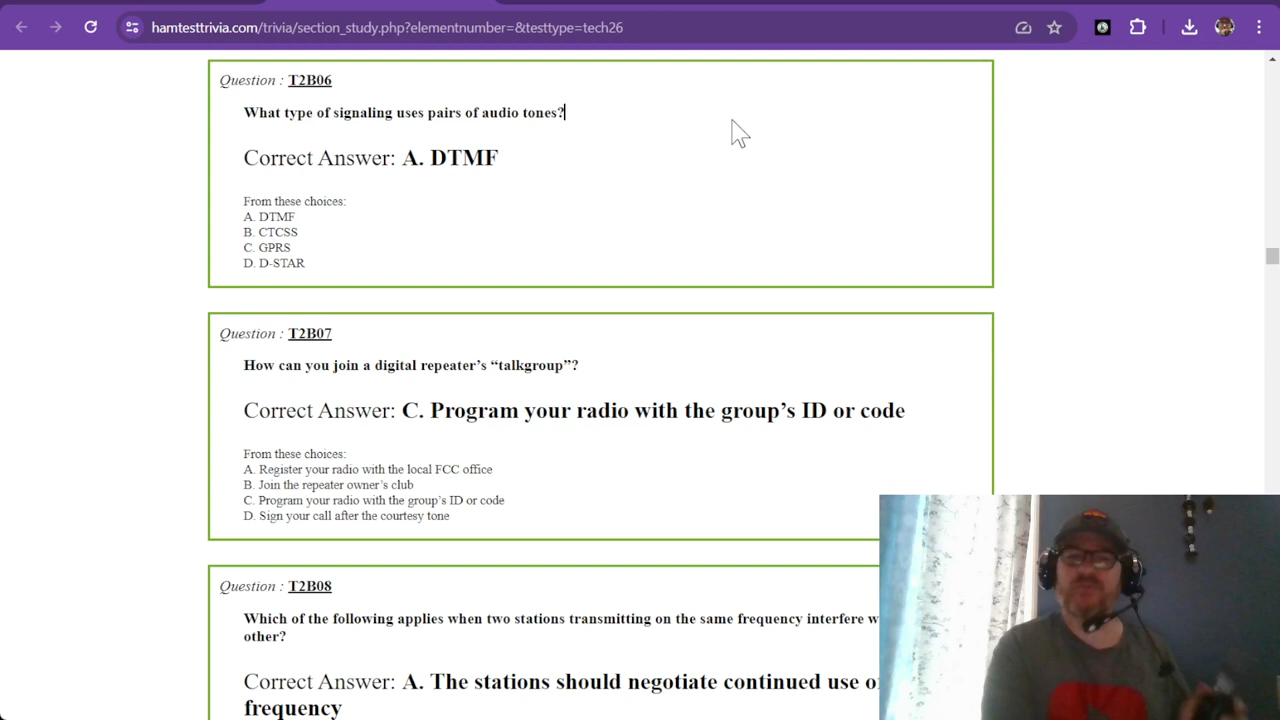 hamtesttrivia.com/trivia/section_study.php?elementnumber=&testtype=tech26
Question : T2B06
What type of signaling uses pairs of audio tones?
Correct Answer: A. DTMF
From these choices:
A. DTMF
B. CTCSS
C. GPRS
D. D-STAR
Question : T2B07
How can you join a digital repeater’s “talkgroup”?
Correct Answer: C. Program your radio with the group’s ID or code
From these choices:
A. Register your radio with the local FCC office
B. Join the repeater owner’s club
C. Program your radio with the group’s ID or code
D. Sign your call after the courtesy tone
Question : T2B08
Which of the following applies when two stations transmitting on the same frequency interfere
other?
Correct Answer: A. The stations should negotiate continued use
frequency